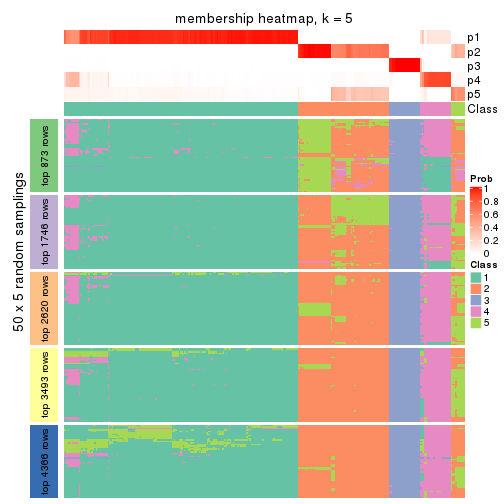 membership heatmap, k = 5
p1
p2
p3
p4
p5
Class
50 x 5 random samplings
top 873 rows
top 1746 rows
top 2620 rows
top 3493 rows
top 4366 rows
Prob
1
0.8
0.6
0.4
0.2
0
Class
1
2
3
4
5